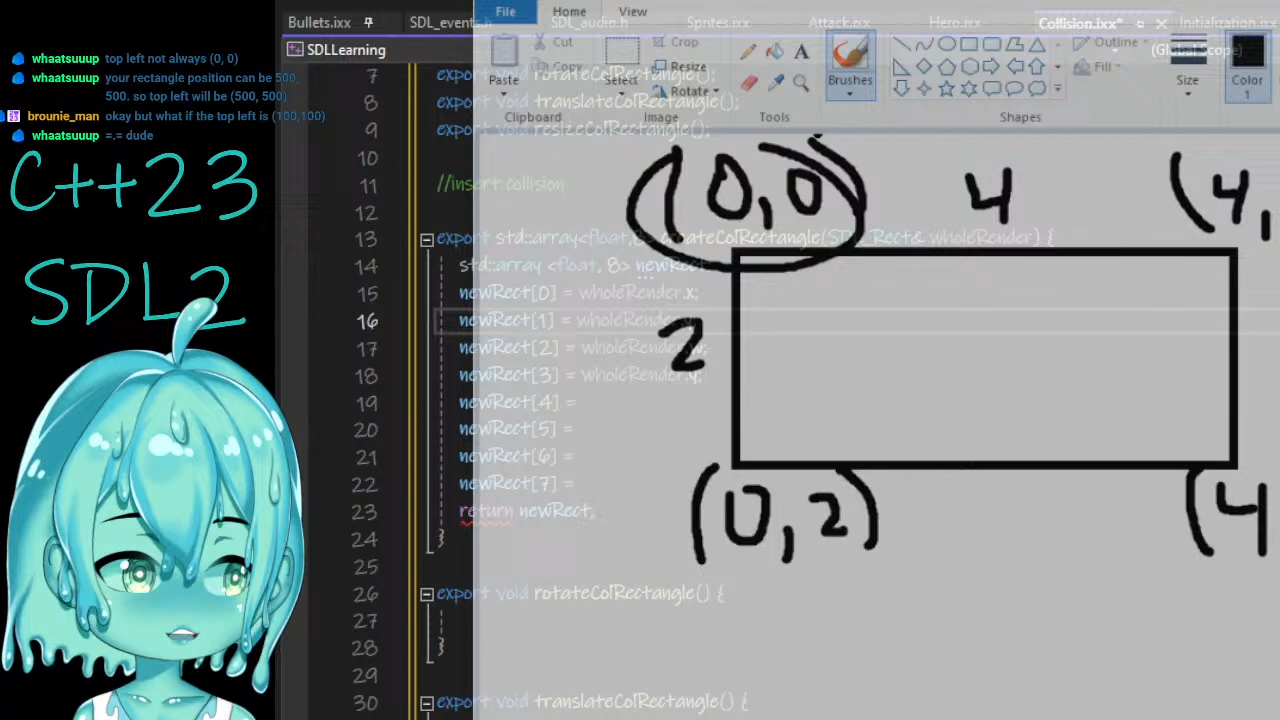 Bullets.ixx SDL_events.h SDL_audio.h Sprites.ixx Attack.ixx Hero.ixx Collision.ixx* Initialization.ixx
File Home View
SDLLearning
(Global Scope)
Paste Cut Copy
Select Crop Resize Rotate
Brushes
Outline Fill
Size Color 1
Clipboard Image Tools Shapes
whaatsuuup top left not always (0, 0)
whaatsuuup your rectangle position can be 500,
500. so top left will be (500, 500)
brounie_man okay but what if the top left is (100,100)
whaatsuuup =.= dude
C++23
SDL2
7 export void rotateColRectangle();
8 export void translateColRectangle();
9 export void resizeColRectangle();
10
11 //insert collision
12
13 export std::array<float,8> createColRectangle(SDL_Rect& wholeRender) {
14 std::array <float, 8> newRect
15 newRect[0] = wholeRender.x;
16 newRect[1] = wholeRender
17 newRect[2] = wholeRender.w;
18 newRect[3] = wholeRender.y;
19 newRect[4] =
20 newRect[5] =
21 newRect[6] =
22 newRect[7] =
23 return newRect;
24 }
25
26 export void rotateColRectangle() {
27
28 }
29
30 export void translateColRectangle() {
(0,0) 4 (4,
2
(0,2) (4